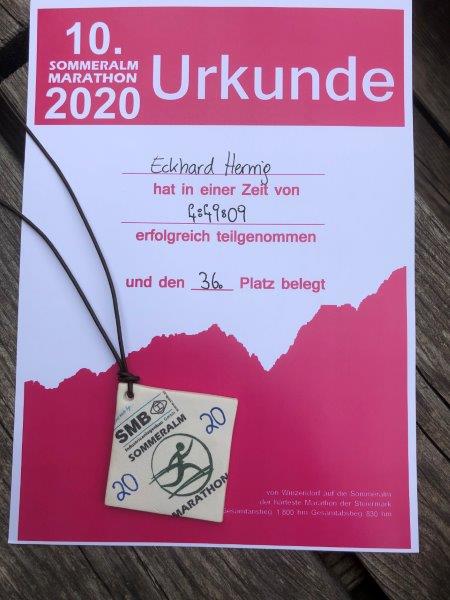 10.
SOMMERALM
MARATHON
2020
Urkunde
Eckhard Hennig
hat in einer Zeit von
4:49:09
erfolgreich teilgenommen
und den 36. Platz belegt
SMB
SOMMERALM
MARATHON
20
20
von Winzendorf auf die Sommeralm
der härteste Marathon der Steiermark
Gesamtanstieg 1.800 hm Gesamtabstieg 830 hm